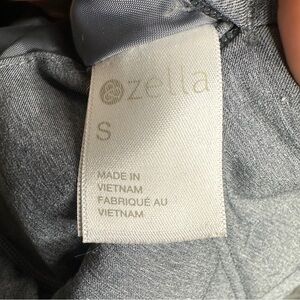 zella
S
MADE IN
VIETNAM
FABRIQUÉ AU
VIETNAM